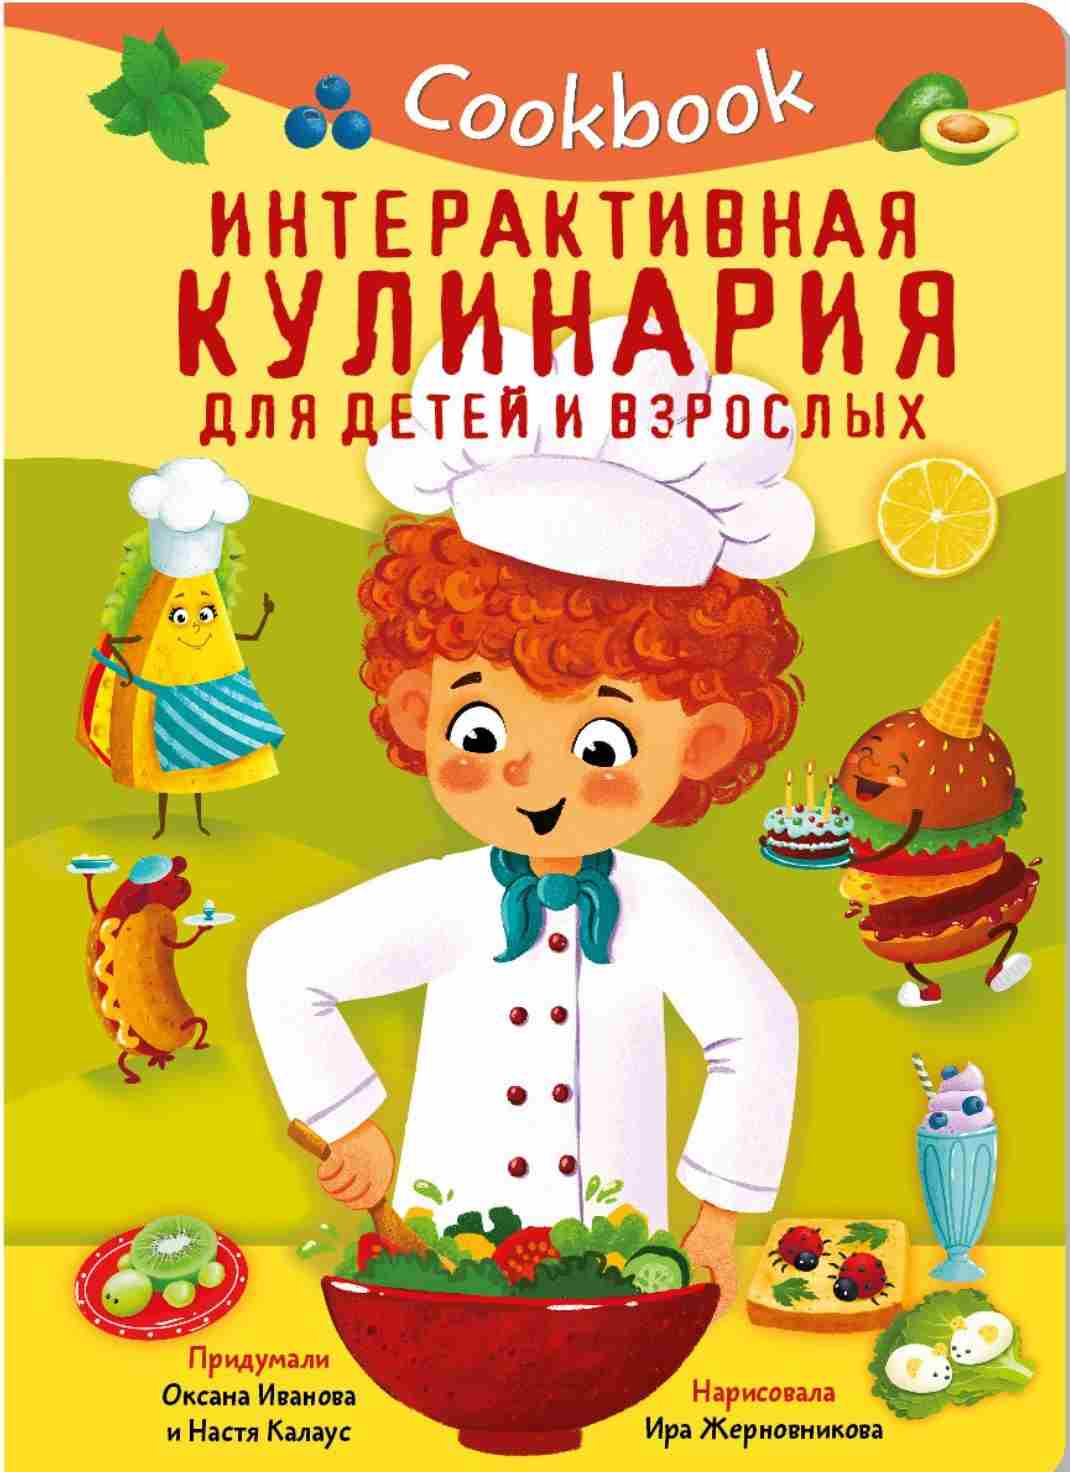 Cookbook
ИНТЕРАКТИВНАЯ
КУЛИНАРИЯ
ДЛЯ ДЕТЕЙ И ВЗРОСЛЫХ
Придумали
Оксана Иванова
и Настя Калаус
Нарисовала
Ира Жерновникова